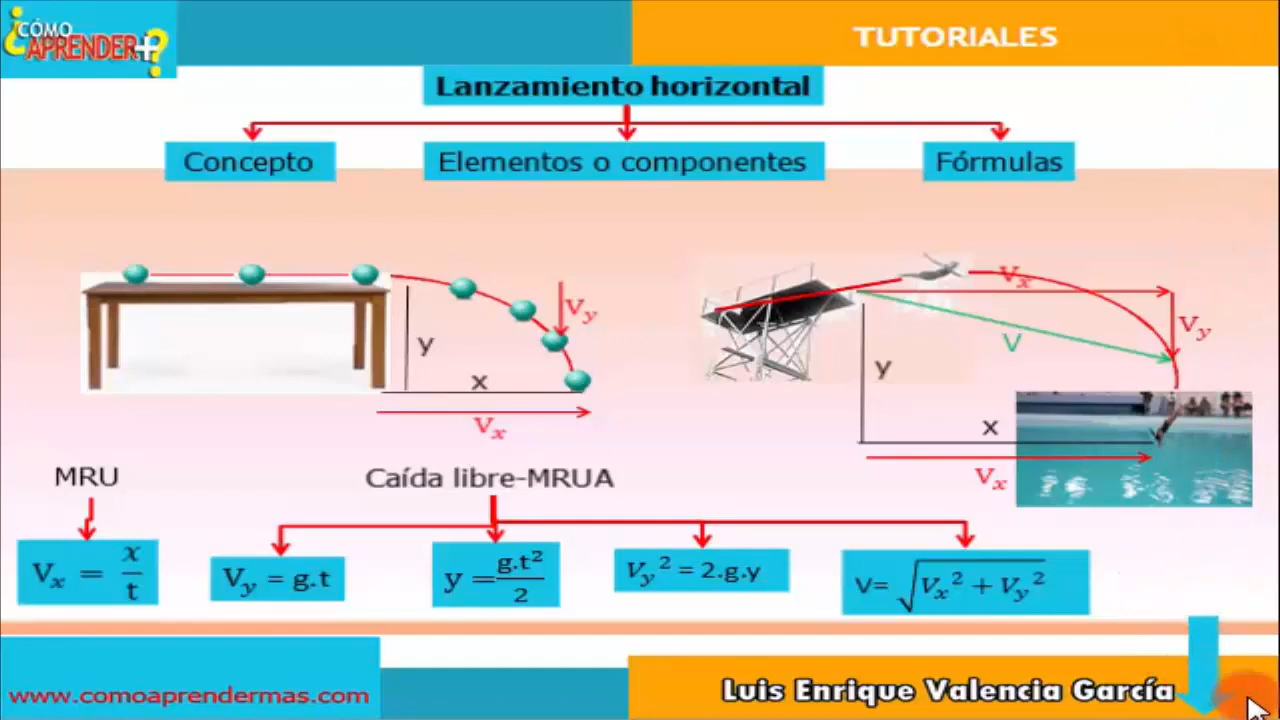 ¿CÓMO
APRENDER+?
TUTORIALES
Lanzamiento horizontal
Concepto
Elementos o componentes
Fórmulas
y
x
Vy
Vx
Vx
Vy
V
y
x
Vx
MRU
Caída libre-MRUA
Vx = x/t
Vy = g.t
y = g.t²/2
Vy² = 2.g.y
V= √Vx² + Vy²
www.comoaprendermas.com
Luis Enrique Valencia García